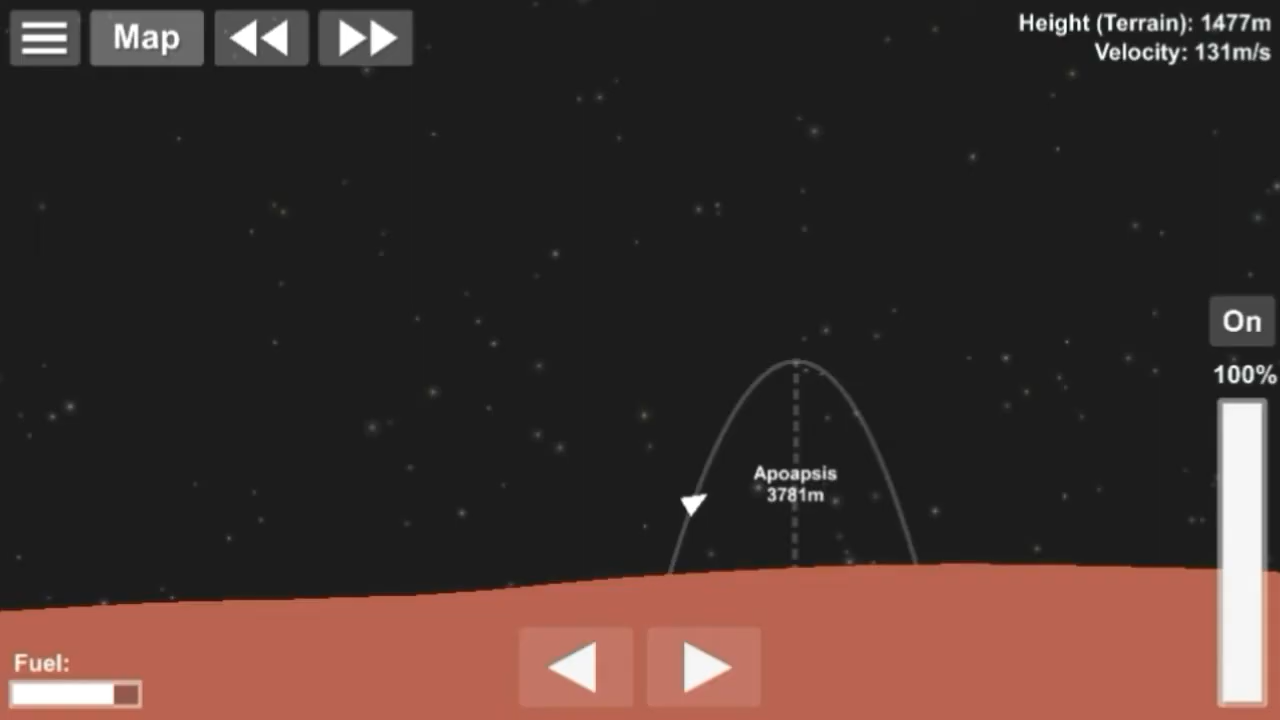 Map
Height (Terrain): 1477m
Velocity: 131m/s
On
100%
Apoapsis
3781m
Fuel: